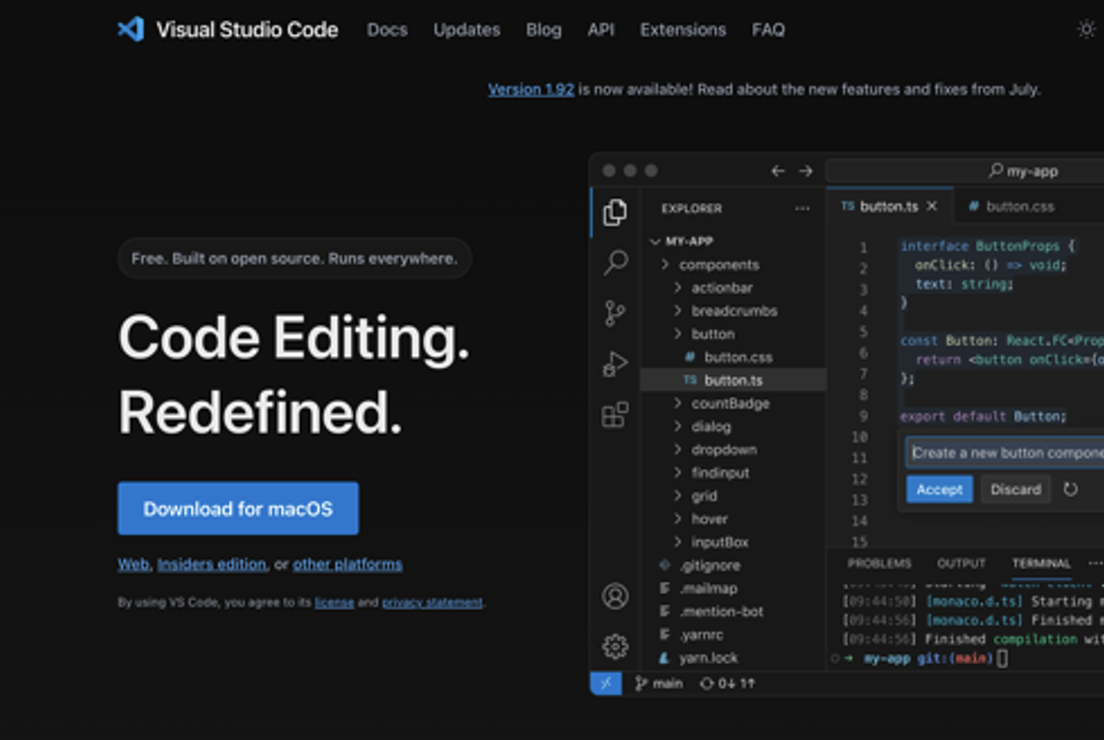 Visual Studio Code Docs Updates Blog API Extensions FAQ
Version 1.92 is now available! Read about the new features and fixes from July.
Free. Built on open source. Runs everywhere.
Code Editing.
Redefined.
Download for macOS
Web, Insiders edition, or other platforms
By using VS Code, you agree to its license and privacy statement.
my-app
EXPLORER ···
MY-APP
components
actionbar
breadcrumbs
button
# button.css
TS button.ts
countBadge
dialog
dropdown
findinput
grid
hover
inputBox
.gitignore
.mailmap
.mention-bot
.yarnrc
yarn.lock
TS button.ts
# button.css
1 interface ButtonProps {
2 onClick: () => void;
3 text: string;
4 }
5
6 const Button: React.FC<Prop
7 return <button onClick={o
8 };
9
10 export default Button;
11
12
13
14
15
Create a new button compone
Accept Discard
PROBLEMS OUTPUT TERMINAL ···
[09:44:50] [monaco.d.ts] Starting
[09:44:56] [monaco.d.ts] Finished
[09:44:56] Finished compilation wit
my-app git:(main)
main 0↓ 1↑